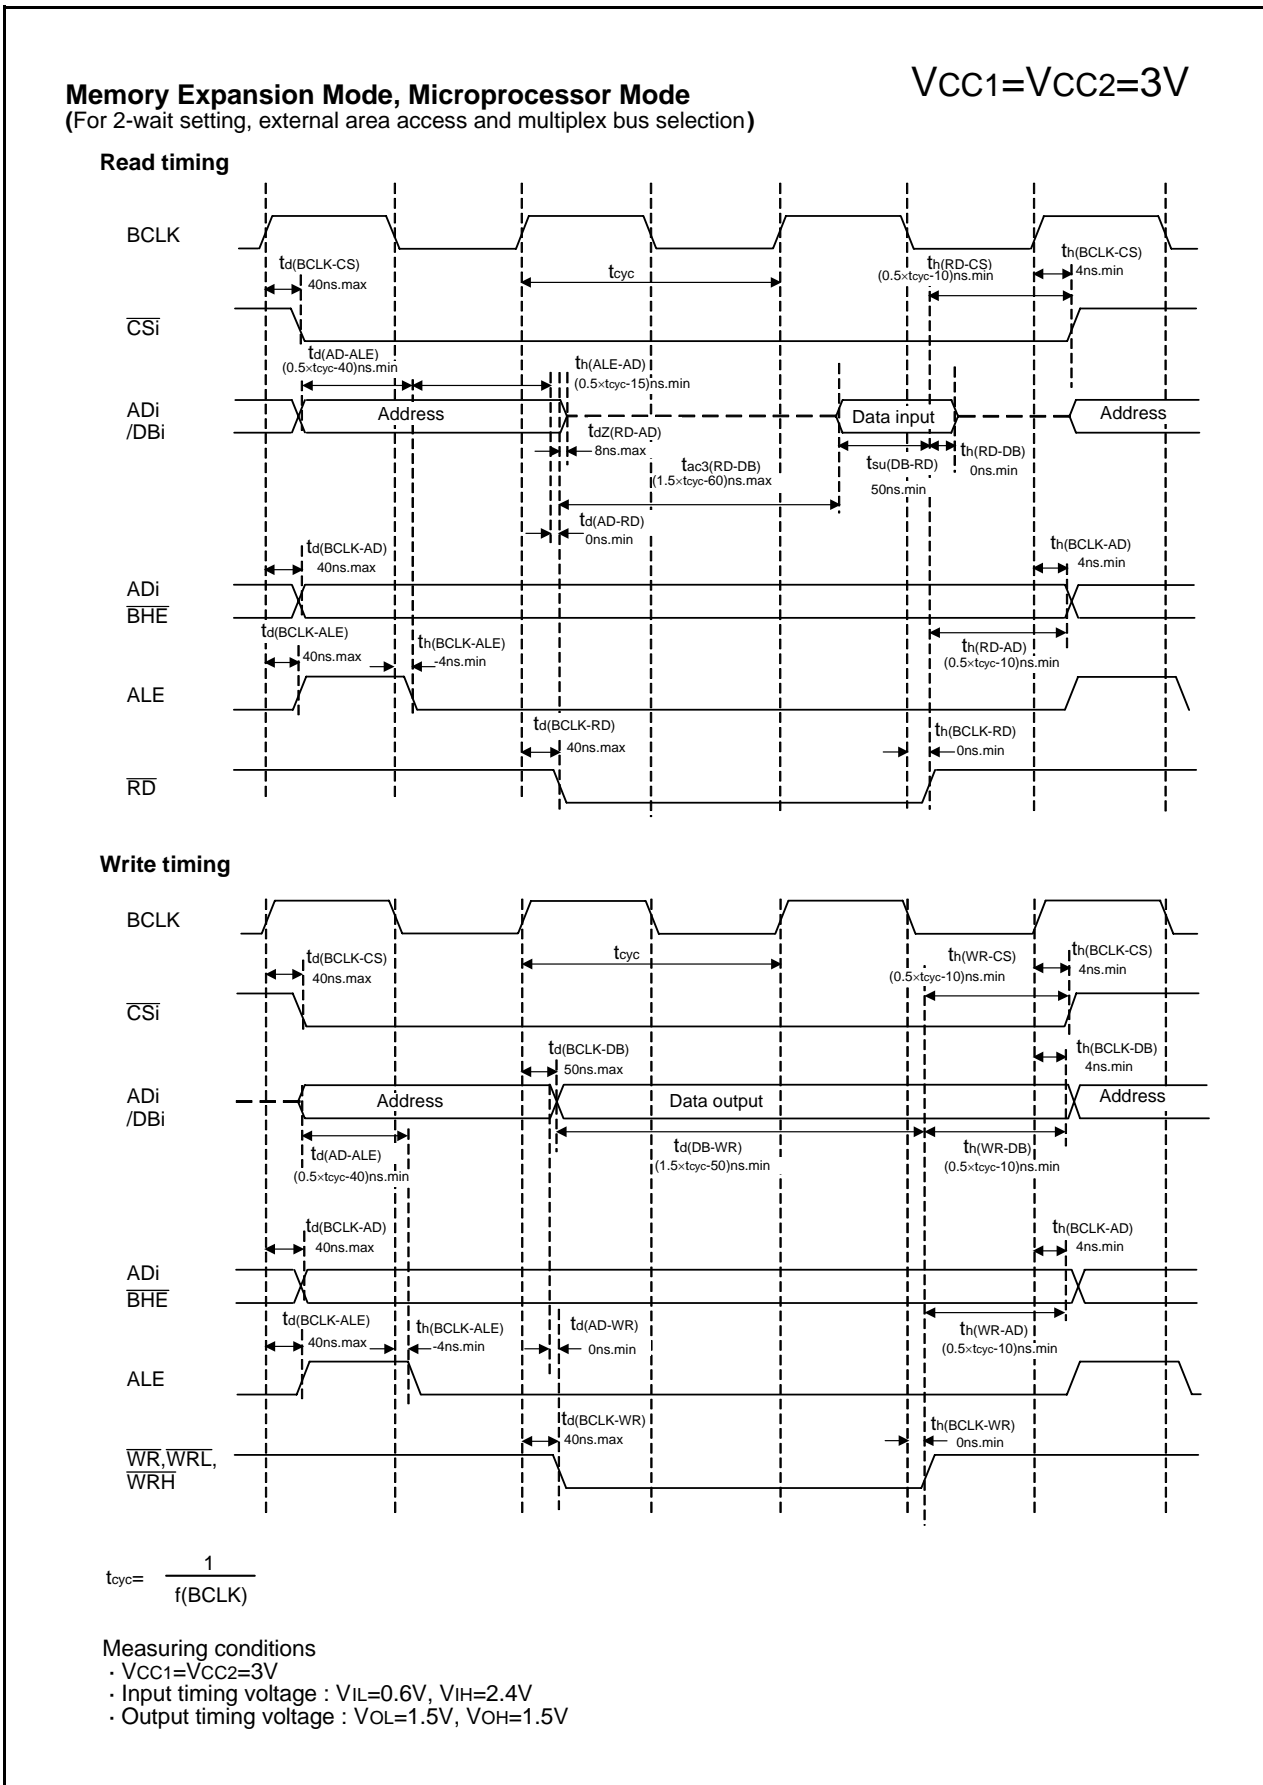 VCC1=VCC2=3V
Memory Expansion Mode, Microprocessor Mode
(For 2-wait setting, external area access and multiplex bus selection)
Read timing
BCLK
td(BCLK-CS)
40ns.max
tcyc
th(RD-CS)
(0.5×tcyc-10)ns.min
th(BCLK-CS)
4ns.min
CSi
td(AD-ALE)
(0.5×tcyc-40)ns.min
th(ALE-AD)
(0.5×tcyc-15)ns.min
ADi
/DBi
Address
Data input
Address
tdZ(RD-AD)
8ns.max
tac3(RD-DB)
(1.5×tcyc-60)ns.max
tsu(DB-RD)
50ns.min
th(RD-DB)
0ns.min
td(AD-RD)
0ns.min
td(BCLK-AD)
40ns.max
th(BCLK-AD)
4ns.min
ADi
BHE
td(BCLK-ALE)
40ns.max
th(BCLK-ALE)
-4ns.min
th(RD-AD)
(0.5×tcyc-10)ns.min
ALE
td(BCLK-RD)
40ns.max
th(BCLK-RD)
0ns.min
RD
Write timing
BCLK
td(BCLK-CS)
40ns.max
tcyc
th(WR-CS)
(0.5×tcyc-10)ns.min
th(BCLK-CS)
4ns.min
CSi
td(BCLK-DB)
50ns.max
th(BCLK-DB)
4ns.min
ADi
/DBi
Address
Data output
Address
td(AD-ALE)
(0.5×tcyc-40)ns.min
td(DB-WR)
(1.5×tcyc-50)ns.min
th(WR-DB)
(0.5×tcyc-10)ns.min
td(BCLK-AD)
40ns.max
th(BCLK-AD)
4ns.min
ADi
BHE
td(BCLK-ALE)
40ns.max
th(BCLK-ALE)
-4ns.min
td(AD-WR)
0ns.min
th(WR-AD)
(0.5×tcyc-10)ns.min
ALE
td(BCLK-WR)
40ns.max
th(BCLK-WR)
0ns.min
WR,WRL,
WRH
tcyc= 1
f(BCLK)
Measuring conditions
· VCC1=VCC2=3V
· Input timing voltage : VIL=0.6V, VIH=2.4V
· Output timing voltage : VOL=1.5V, VOH=1.5V